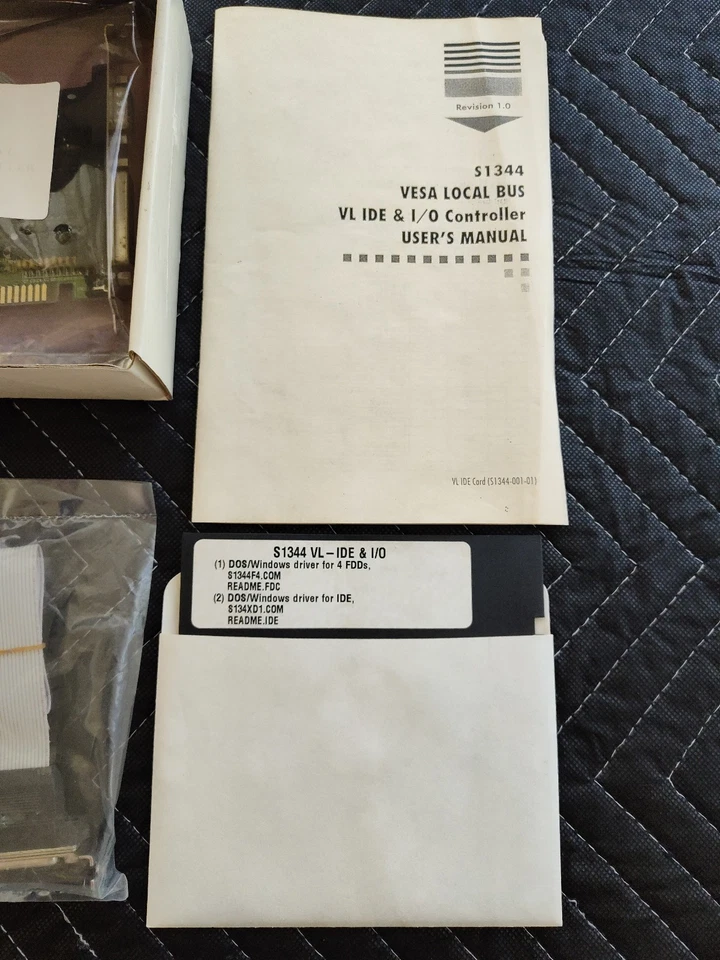 Revision 1.0
S1344
VESA LOCAL BUS
VL IDE & I/O Controller
USER'S MANUAL
VL IDE Card (S1344-001-01)
S1344 VL-IDE & I/O
(1) DOS/Windows driver for 4 FDDs,
S1344F4.COM
README.FDC
(2) DOS/Windows driver for IDE,
S134XD1.COM
README.IDE